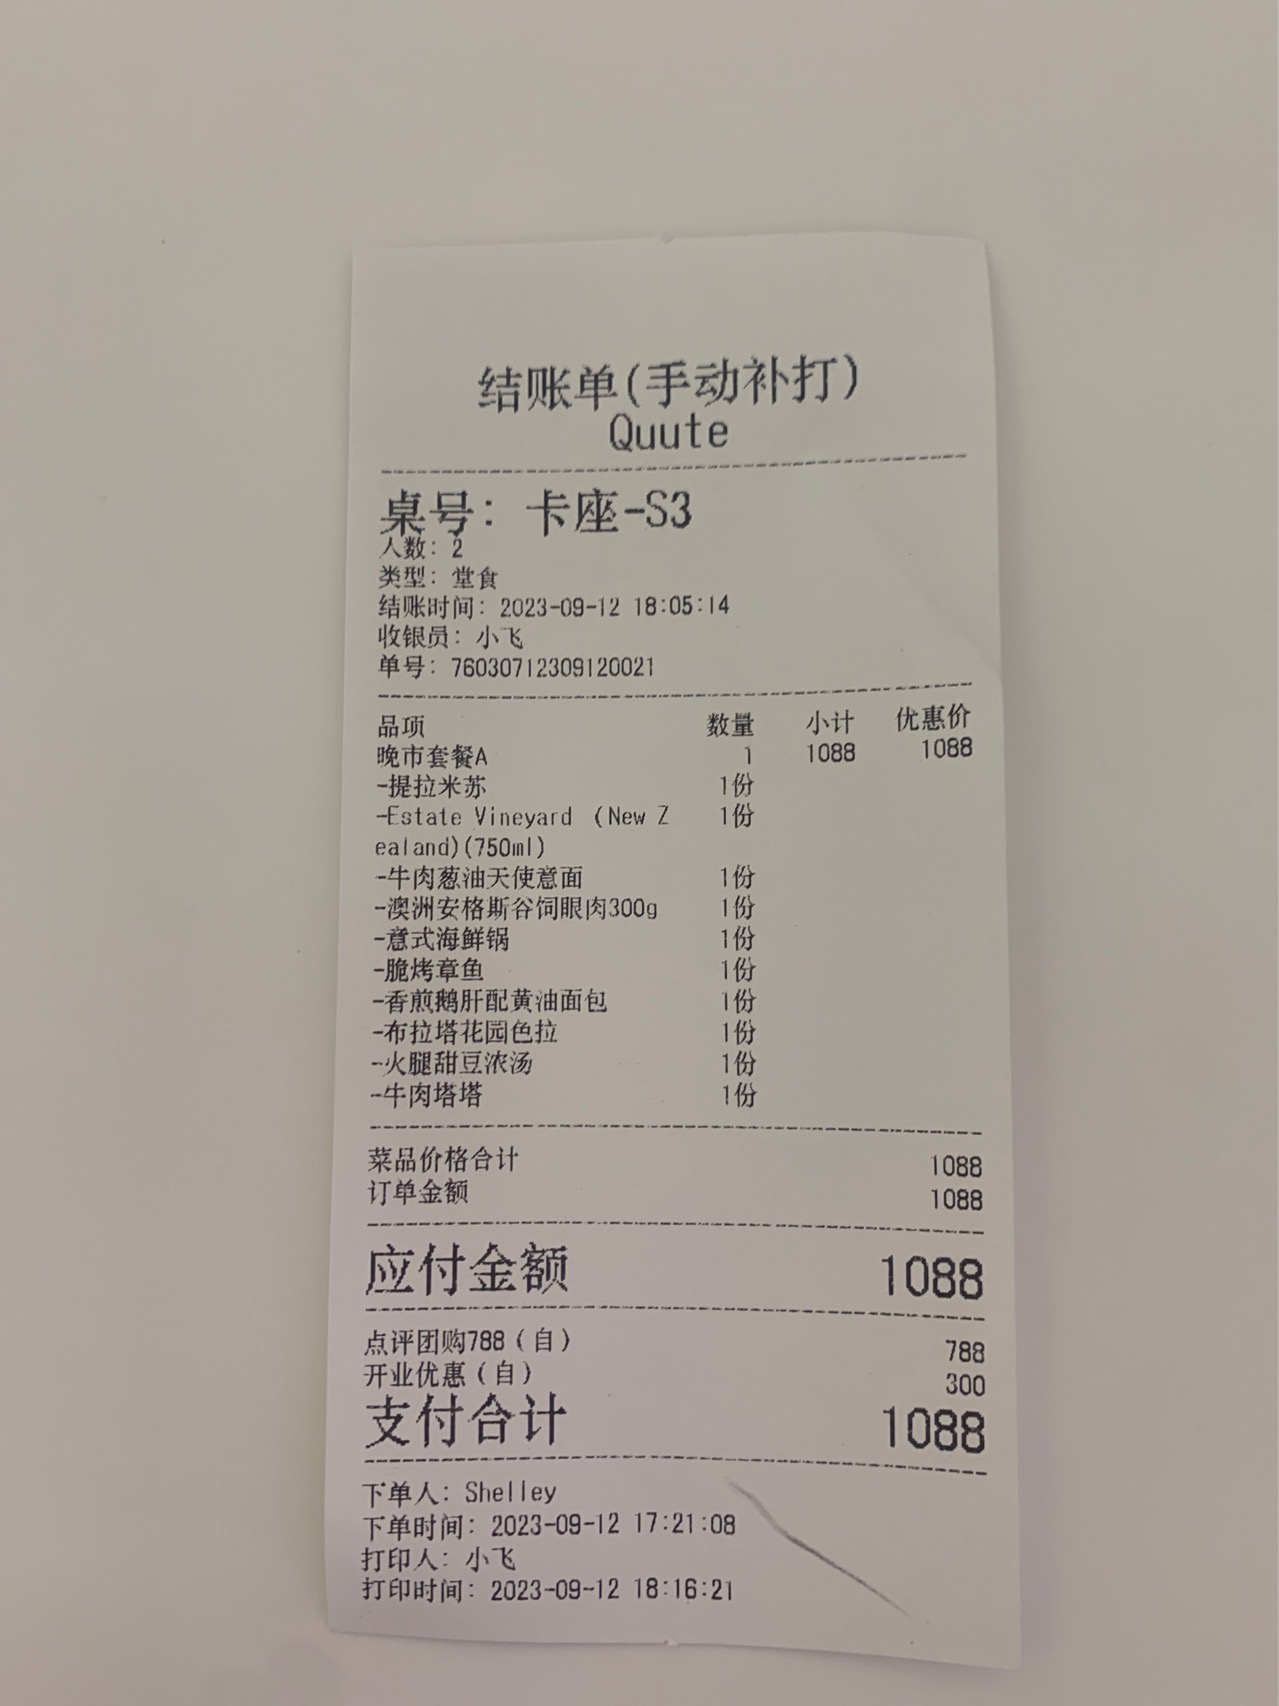 结账单(手动补打)
Quute
桌号: 卡座-S3
人数: 2
类型: 堂食
结账时间: 2023-09-12 18:05:14
收银员: 小飞
单号: 76030712309120021
品项 数量 小计 优惠价
晚市套餐A 1 1088 1088
-提拉米苏 1份
-Estate Vineyard （New Z 1份
ealand)(750ml)
-牛肉葱油天使意面 1份
-澳洲安格斯谷饲眼肉300g 1份
-意式海鲜锅 1份
-脆烤章鱼 1份
-香煎鹅肝配黄油面包 1份
-布拉塔花园色拉 1份
-火腿甜豆浓汤 1份
-牛肉塔塔 1份
菜品价格合计 1088
订单金额 1088
应付金额 1088
点评团购788（自） 788
开业优惠（自） 300
支付合计 1088
下单人: Shelley
下单时间: 2023-09-12 17:21:08
打印人: 小飞
打印时间: 2023-09-12 18:16:21